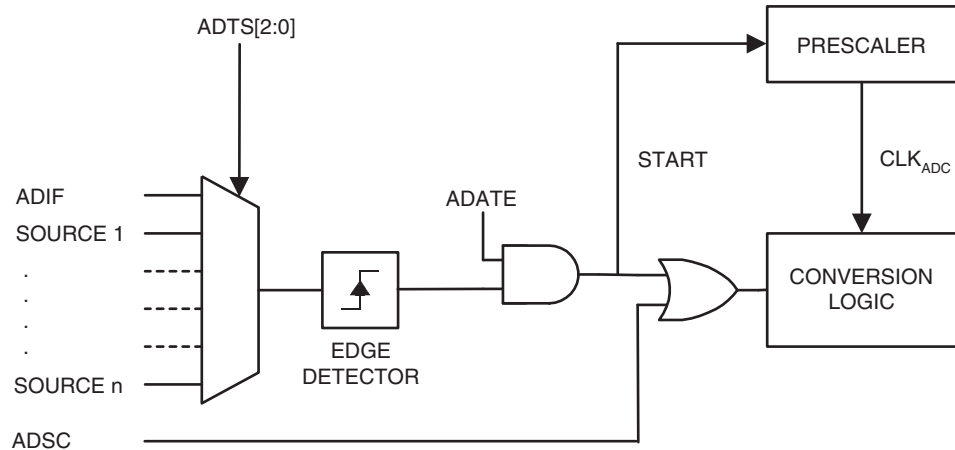 ADTS[2:0]
PRESCALER
START
CLKADC
ADIF
ADATE
SOURCE 1
.
.
.
.
CONVERSION
LOGIC
EDGE
DETECTOR
SOURCE n
ADSC